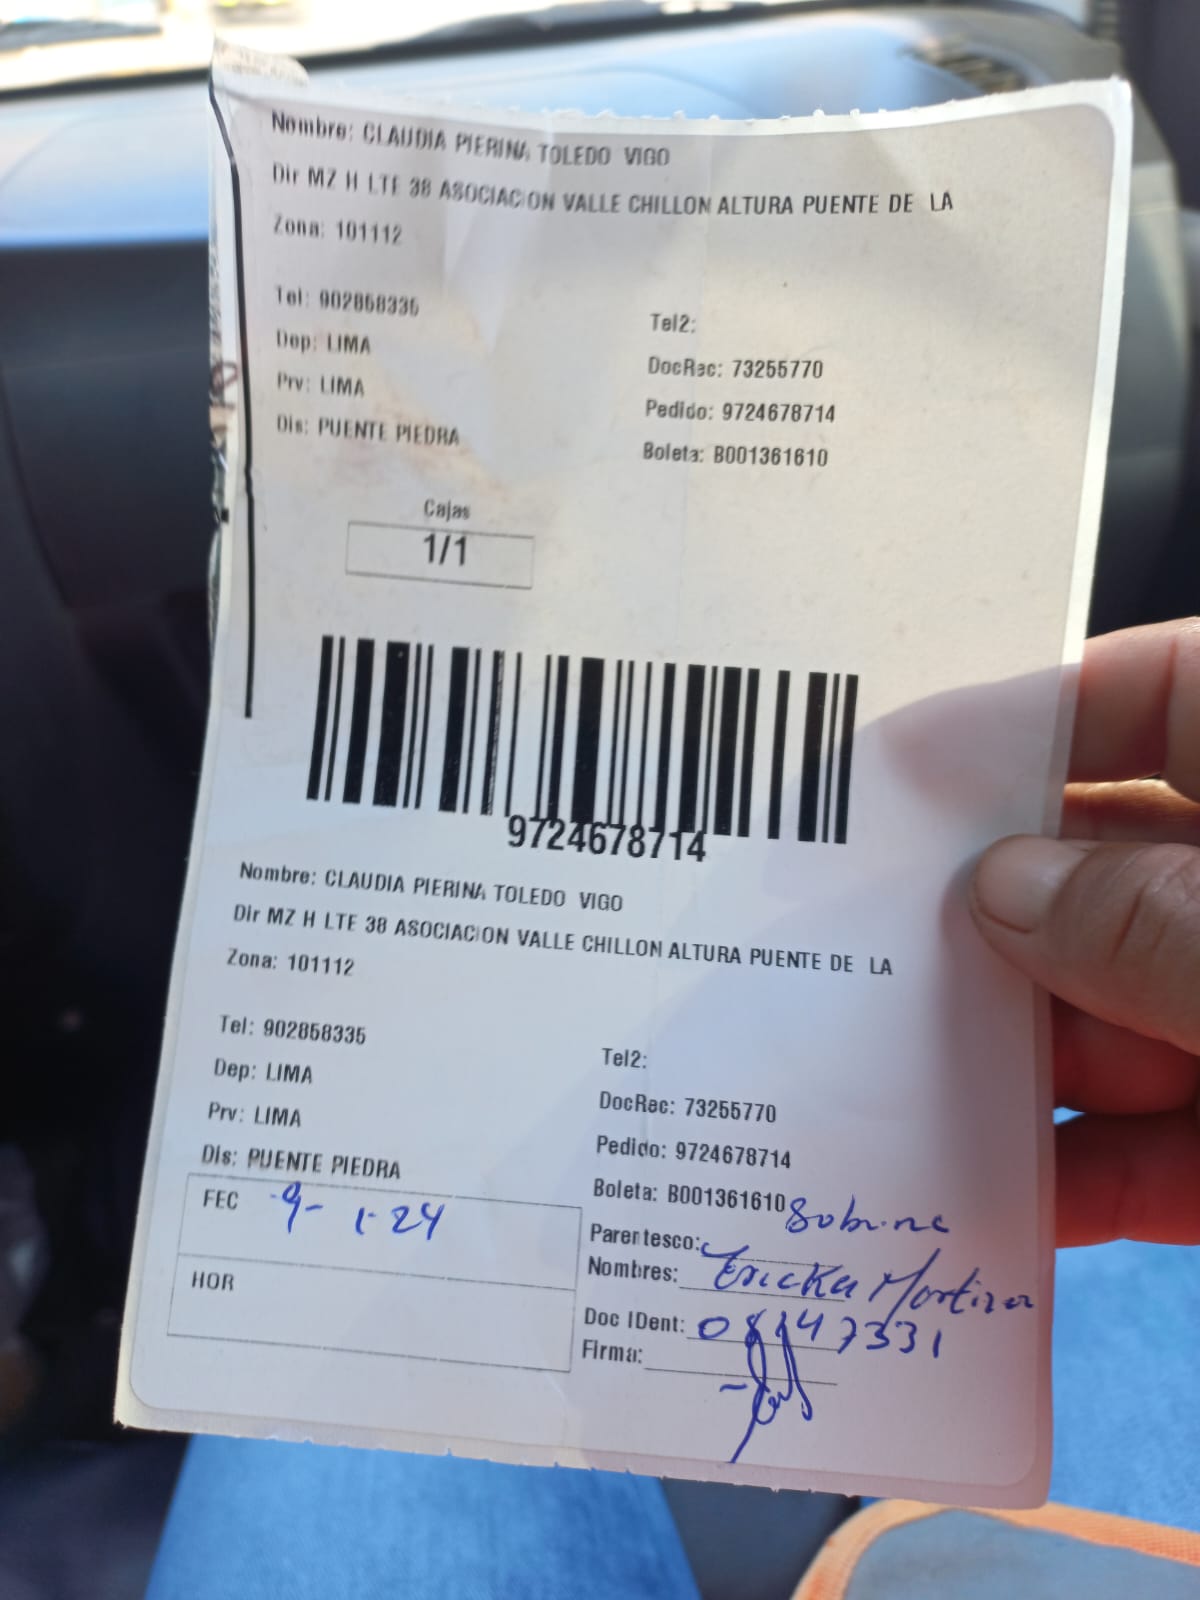 Nombre: CLAUDIA PIERINA TOLEDO VIGO
Dir MZ H LTE 38 ASOCIACION VALLE CHILLON ALTURA PUENTE DE LA
Zona: 101112
Tel: 902858335
Tel2:
Dep: LIMA
DocRec: 73255770
Prv: LIMA
Pedido: 9724678714
Dis: PUENTE PIEDRA
Boleta: B001361610
Cajas
1/1
9724678714
Nombre: CLAUDIA PIERINA TOLEDO VIGO
Dir MZ H LTE 38 ASOCIACION VALLE CHILLON ALTURA PUENTE DE LA
Zona: 101112
Tel: 902858335
Tel2:
Dep: LIMA
DocRec: 73255770
Prv: LIMA
Pedido: 9724678714
Dis: PUENTE PIEDRA
Boleta: B001361610
FEC 9-1-24
Parentesco: Sobrina
Nombres: Ericka
HOR
Doc IDent: 08147331
Firma: